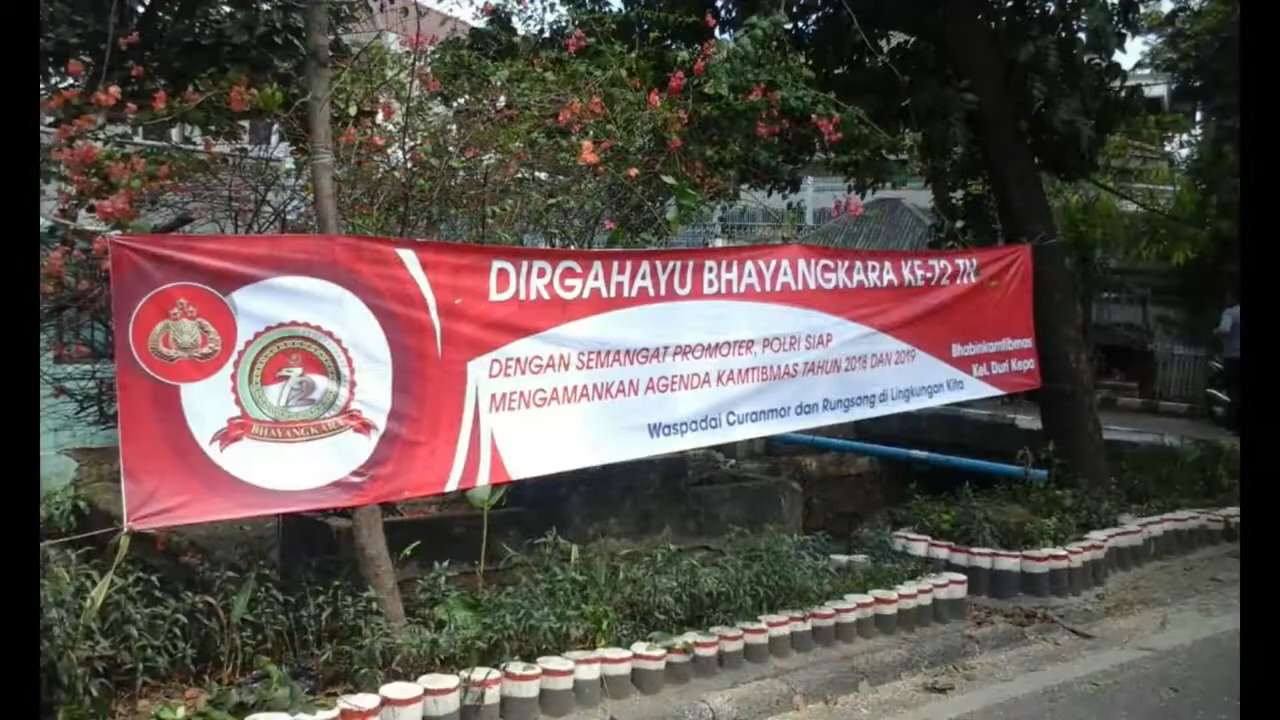 DIRGAHAYU BHAYANGKARA KE-72 TH
DENGAN SEMANGAT PROMOTER, POLRI SIAP
MENGAMANKAN AGENDA KAMTIBMAS TAHUN 2018 DAN 2019
Waspadai Curanmor dan Rungsong di Lingkungan Kita
Bhabinkamtibmas
Kel. Duri Kepa
72
BHAYANGKARA